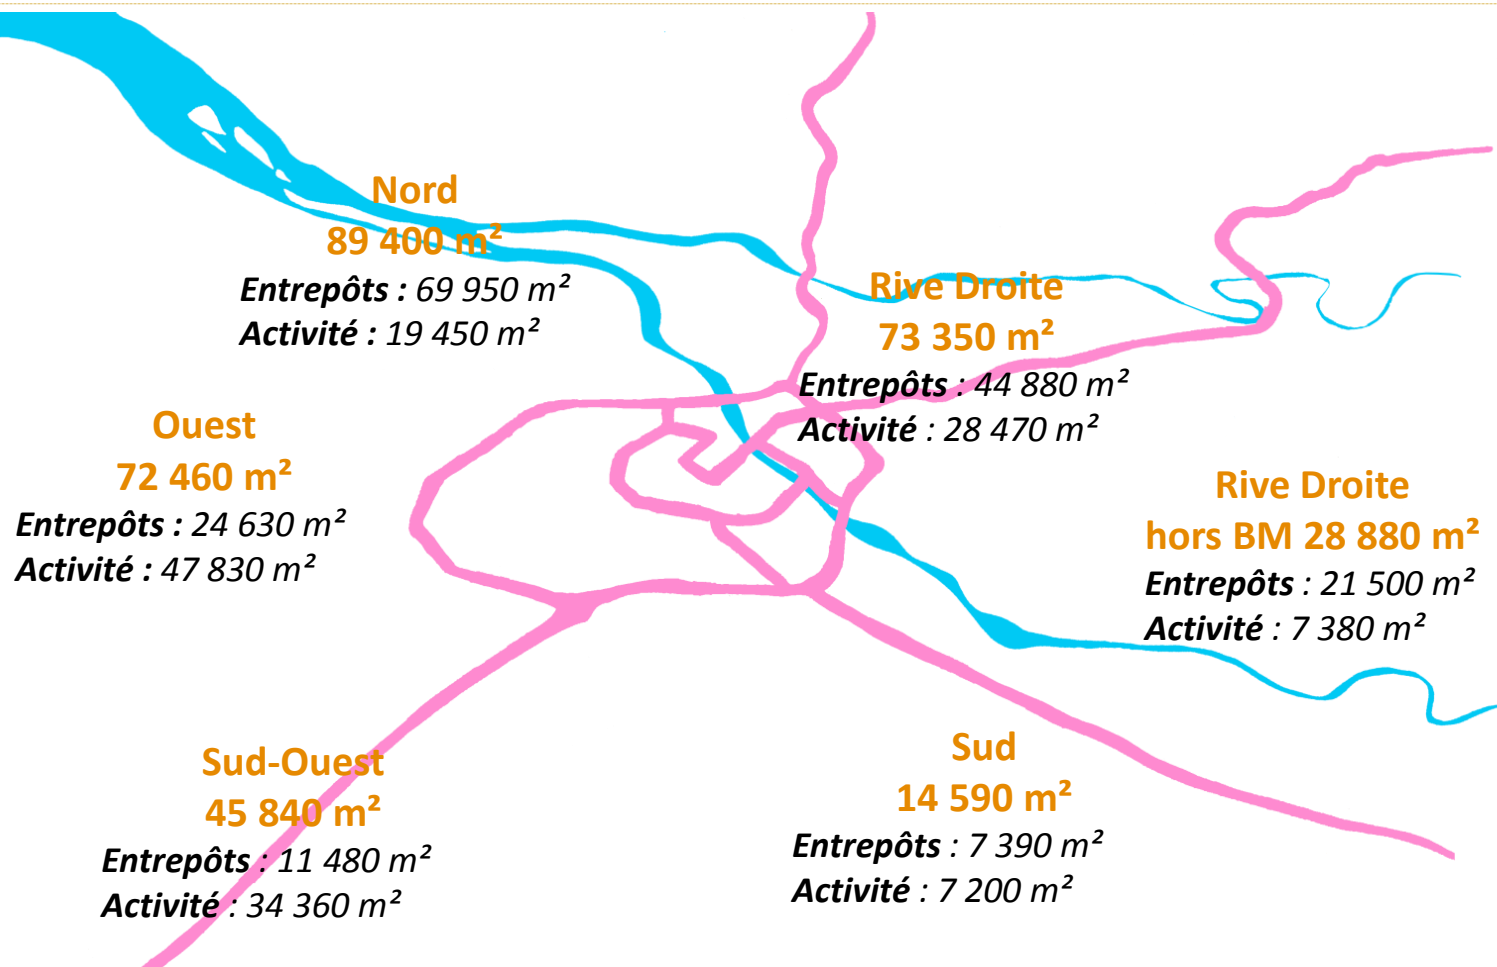 Nord
89 400 m²
Entrepôts : 69 950 m²
Activité : 19 450 m²
Rive Droite
73 350 m²
Entrepôts : 44 880 m²
Activité : 28 470 m²
Ouest
72 460 m²
Entrepôts : 24 630 m²
Activité : 47 830 m²
Rive Droite
hors BM 28 880 m²
Entrepôts : 21 500 m²
Activité : 7 380 m²
Sud-Ouest
45 840 m²
Entrepôts : 11 480 m²
Activité : 34 360 m²
Sud
14 590 m²
Entrepôts : 7 390 m²
Activité : 7 200 m²